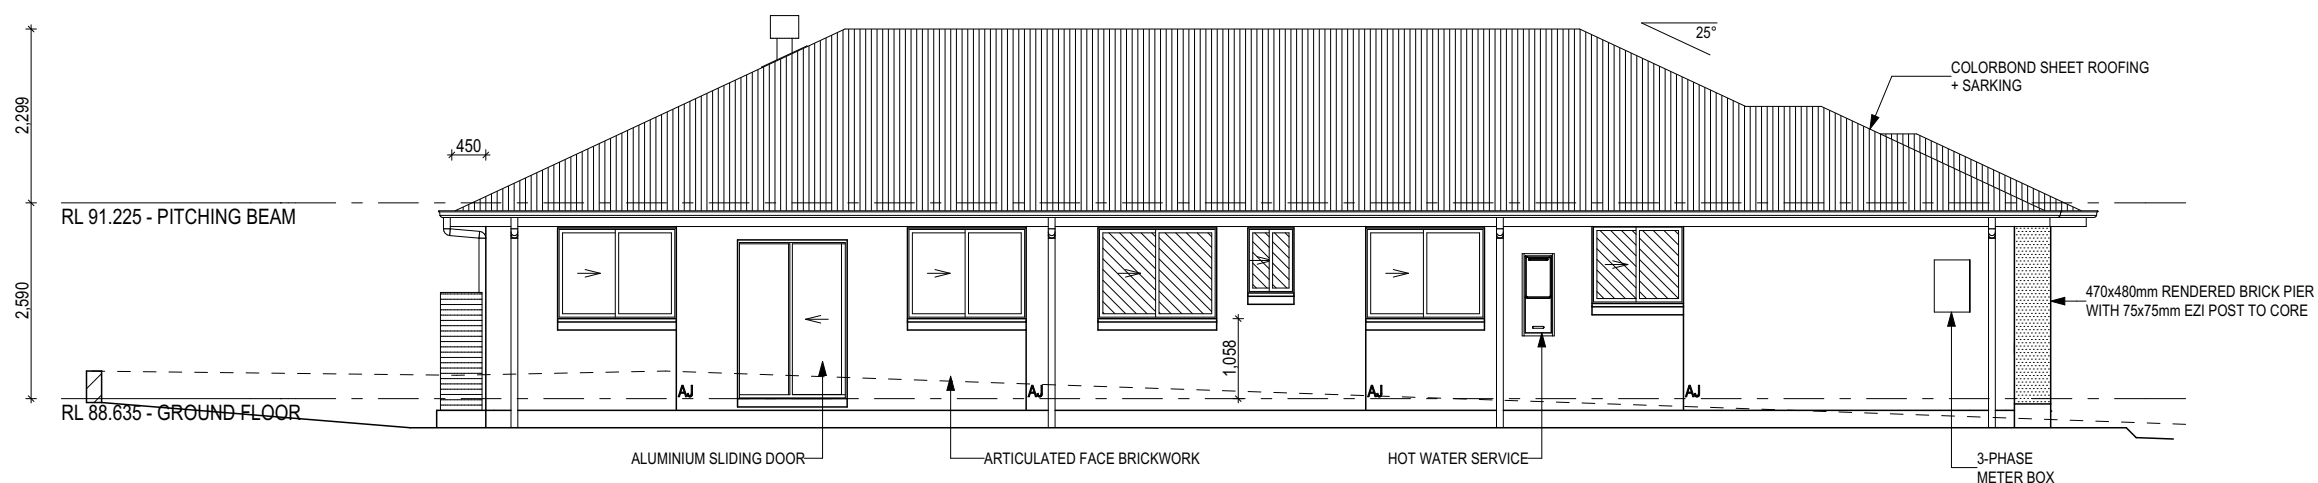 25°
COLORBOND SHEET ROOFING
+ SARKING
2,299
450
RL 91.225 - PITCHING BEAM
2,590
470x480mm RENDERED BRICK PIER
WITH 75x75mm EZI POST TO CORE
1,058
AJ
AJ
AJ
AJ
RL 88.635 - GROUND FLOOR
ALUMINIUM SLIDING DOOR
ARTICULATED FACE BRICKWORK
HOT WATER SERVICE
3-PHASE
METER BOX